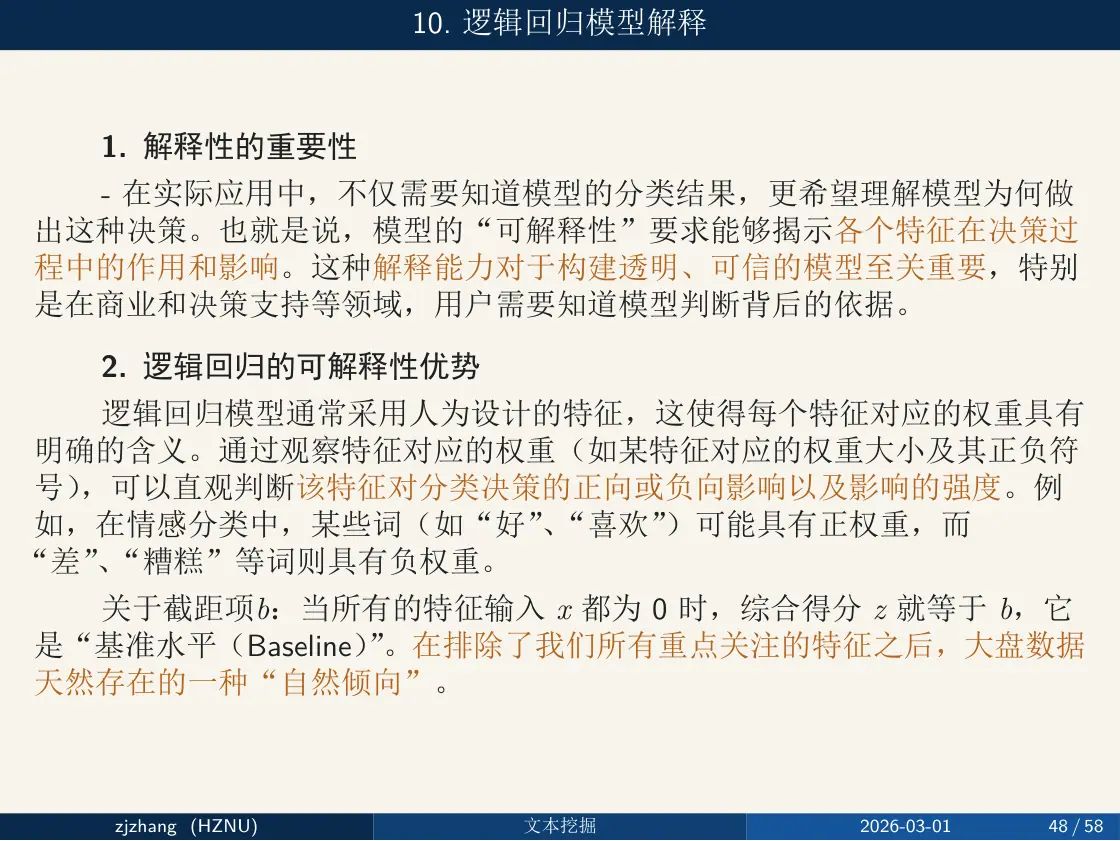 10. 逻辑回归模型解释
1. 解释性的重要性
- 在实际应用中，不仅需要知道模型的分类结果，更希望理解模型为何做
出这种决策。也就是说，模型的“可解释性”要求能够揭示各个特征在决策过
程中的作用和影响。这种解释能力对于构建透明、可信的模型至关重要，特别
是在商业和决策支持等领域，用户需要知道模型判断背后的依据。
2. 逻辑回归的可解释性优势
逻辑回归模型通常采用人为设计的特征，这使得每个特征对应的权重具有
明确的含义。通过观察特征对应的权重（如某特征对应的权重大小及其正负符
号），可以直观判断该特征对分类决策的正向或负向影响以及影响的强度。例
如，在情感分类中，某些词（如“好”、“喜欢”）可能具有正权重，而
“差”、“糟糕”等词则具有负权重。
关于截距项b：当所有的特征输入 x 都为 0 时，综合得分 z 就等于 b，它
是“基准水平（Baseline）”。在排除了我们所有重点关注的特征之后，大盘数据
天然存在的一种“自然倾向”。
zjzhang (HZNU) 文本挖掘 2026-03-01 48 / 58